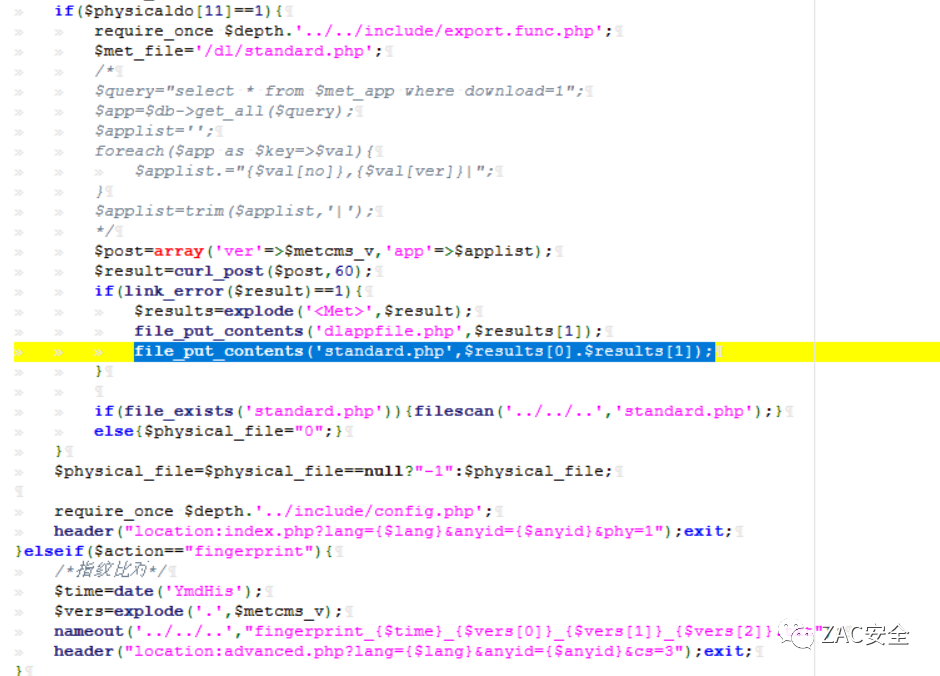 if($physicaldo[11]==1){
require_once $depth.'../../include/export.func.php';
$met_file='/dl/standard.php';
/*
$query="select * from $met_app where download=1";
$app=$db->get_all($query);
$applist='';
foreach($app as $key=>$val){
$applist.="{$val[no]},{$val[ver]}|";
}
$applist=trim($applist,'|');
*/
$post=array('ver'=>$metcms_v,'app'=>$applist);
$result=curl_post($post,60);
if(link_error($result)==1){
$results=explode('<Met>',$result);
file_put_contents('dlappfile.php',$results[1]);
file_put_contents('standard.php',$results[0].$results[1]);
}
if(file_exists('standard.php')){filescan('../../..','standard.php');}
else{$physical_file="0";}
}
$physical_file=$physical_file==null?"-1":$physical_file;
require_once $depth.'../include/config.php';
header("location:index.php?lang={$lang}&anyid={$anyid}&phy=1");exit;
}elseif($action=="fingerprint"){
/*指纹比对*/
$time=date('YmdHis');
$vers=explode('.',$metcms_v);
nameout('../../..',"fingerprint_{$time}_{$vers[0]}_{$vers[1]}_{$vers[2]}
header("location:advanced.php?lang={$lang}&anyid={$anyid}&cs=3");exit;
}
ZAC安全